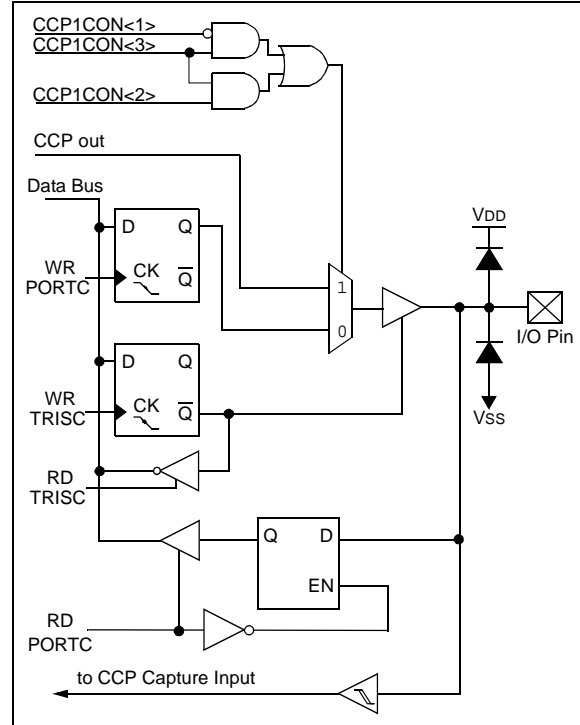 CCP1CON<1>
CCP1CON<3>
CCP1CON<2>
CCP out
Data Bus
D Q
WR
PORTC
CK
Q̅
1
0
VDD
I/O Pin
VSS
D Q
WR
TRISC
CK
Q̅
RD
TRISC
Q D
EN
RD
PORTC
to CCP Capture Input